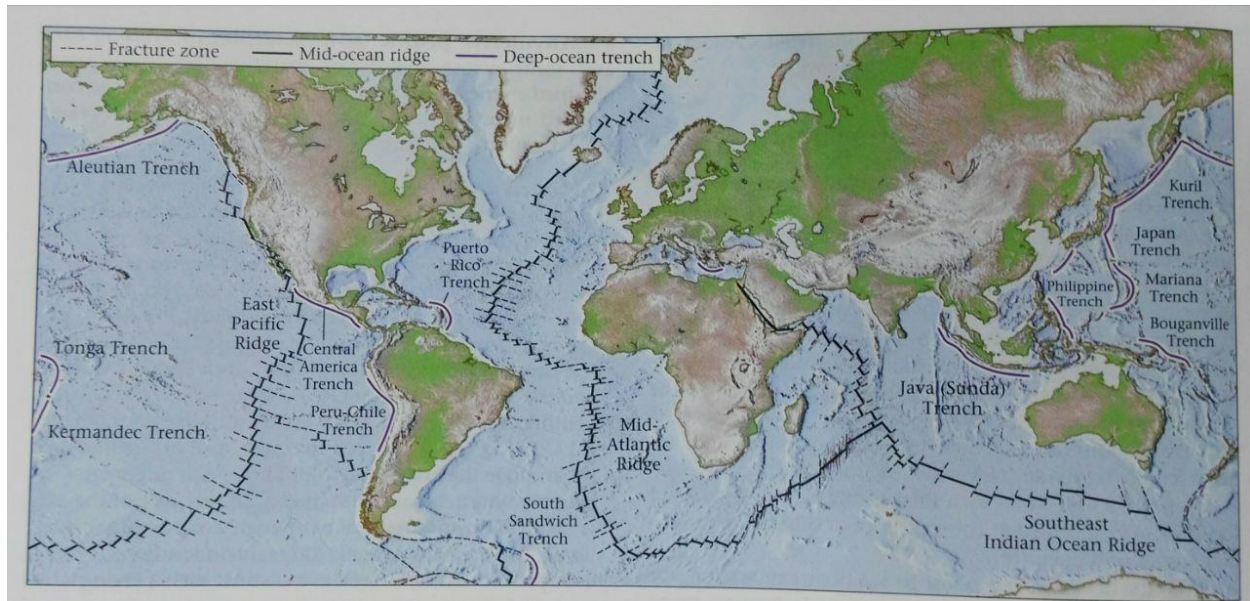 Fracture zone
Mid-ocean ridge
Deep-ocean trench
Aleutian Trench
Kuril
Trench
Japan
Trench
Puerto
Rico
Trench
Philippine
Trench
Mariana
Trench
East
Pacific
Ridge
Bouganville
Trench
Tonga Trench
Central
America
Trench
Java (Sunda)
Trench
Peru-Chile
Trench
Kermandec Trench
Mid-
Atlantic
Ridge
South
Sandwich
Trench
Southeast
Indian Ocean Ridge